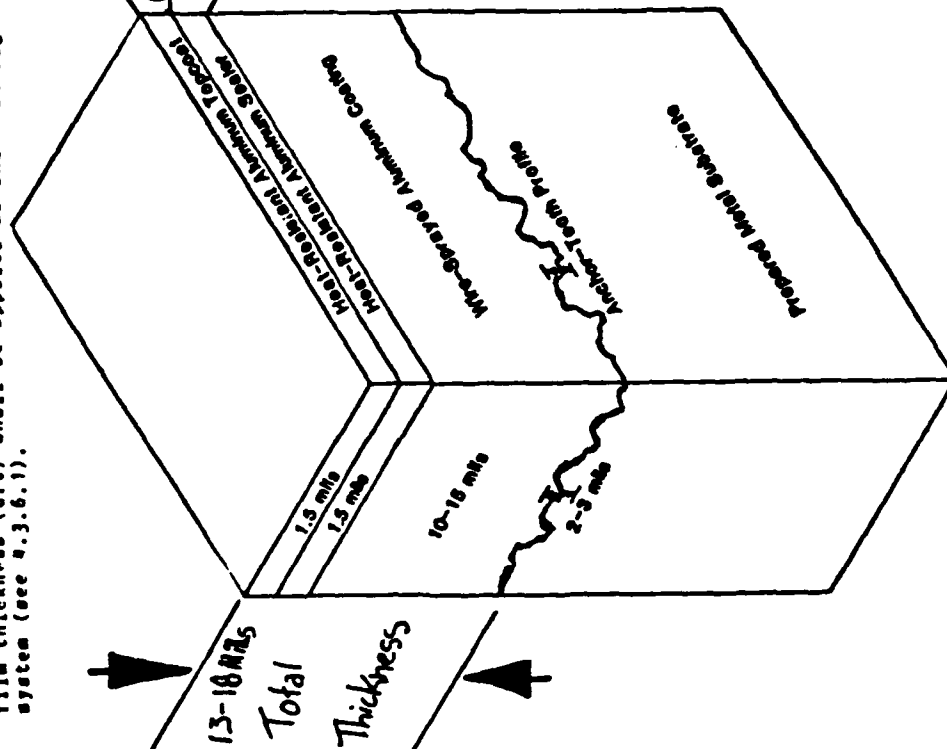 system (see 4.3.6.1).
Heat-Resistant Aluminum Topcoat
Heat-Resistant Aluminum Sealer
Wire-Sprayed Aluminum Coating
Anchor-Tooth Profile
Prepared Metal Substrate
1.5 mils
1.5 mils
10-15 mils
2-3 mils
13-18 Mils
Total
Thickness